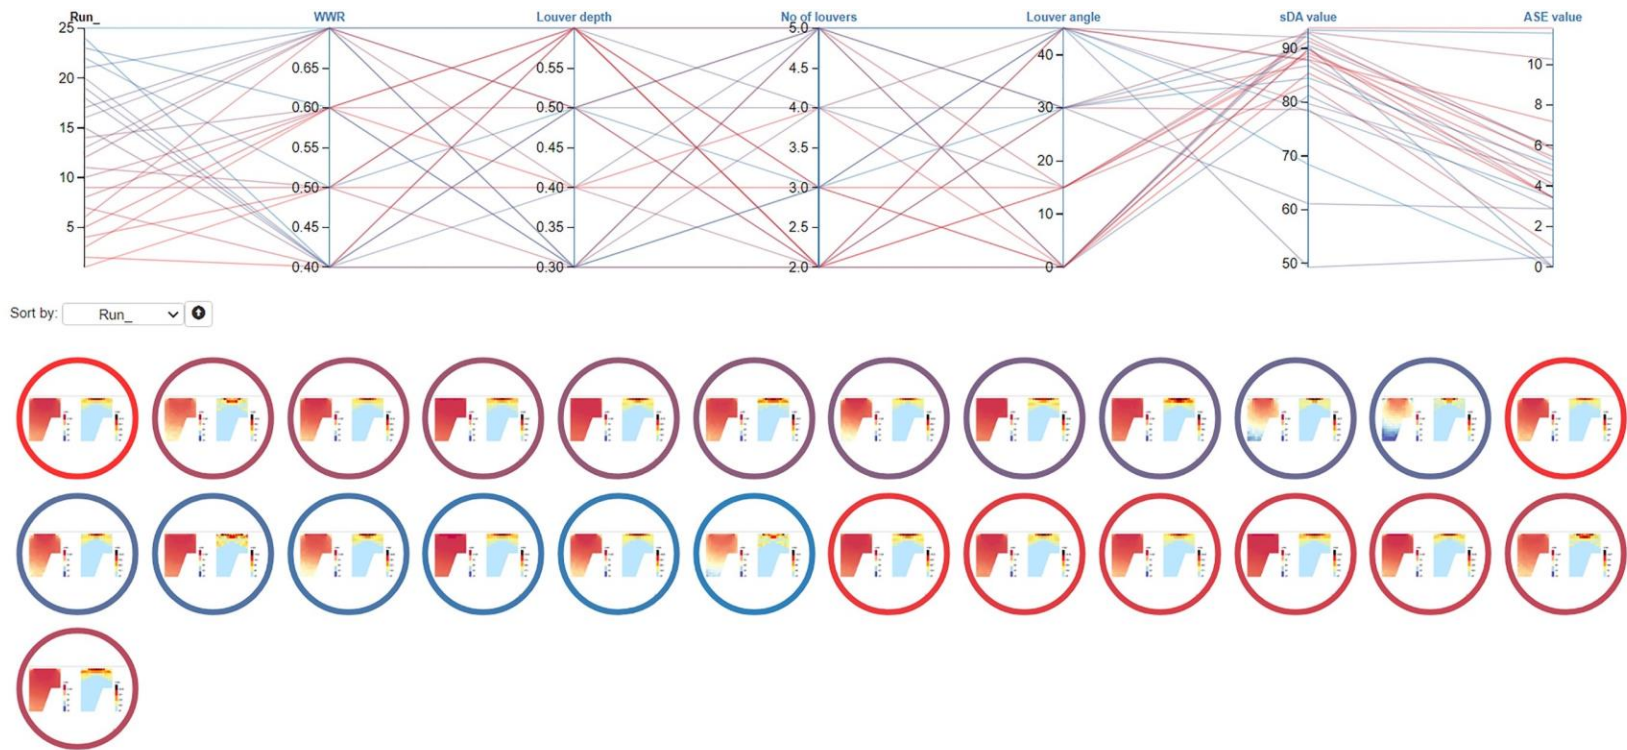 Run_ WWR Louver depth No of louvers Louver angle sDA value ASE value
25 5.0
90
40
0.65 0.55 4.5 10
20
80
0.60 0.50 4.0 30 8
15
0.55 0.45 3.5 70 6
20
10
0.50 0.40 3.0 4
60
10
5 0.45 0.35 2.5 2
50
0.40 0.30 2.0 0 0
Sort by: Run_